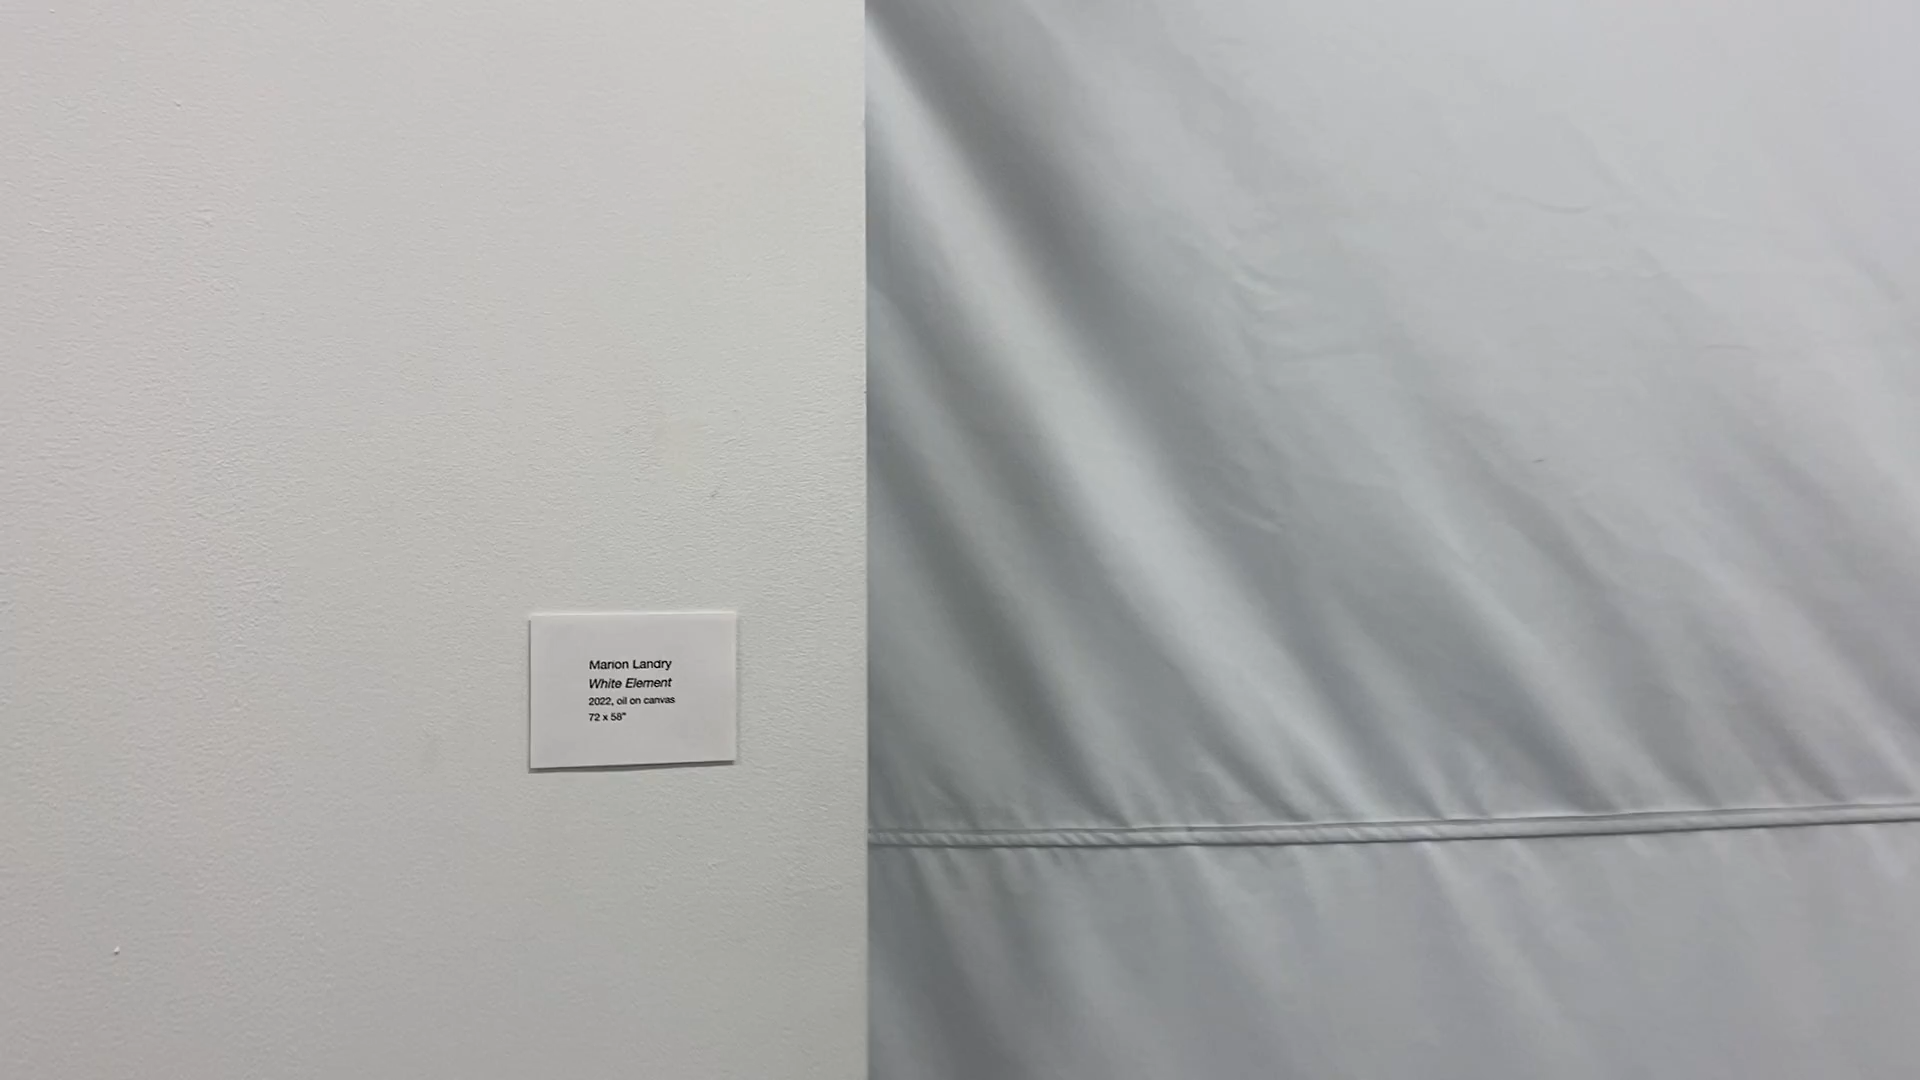 Marion Landry
White Element
2022, oil on canvas
72 x 58"